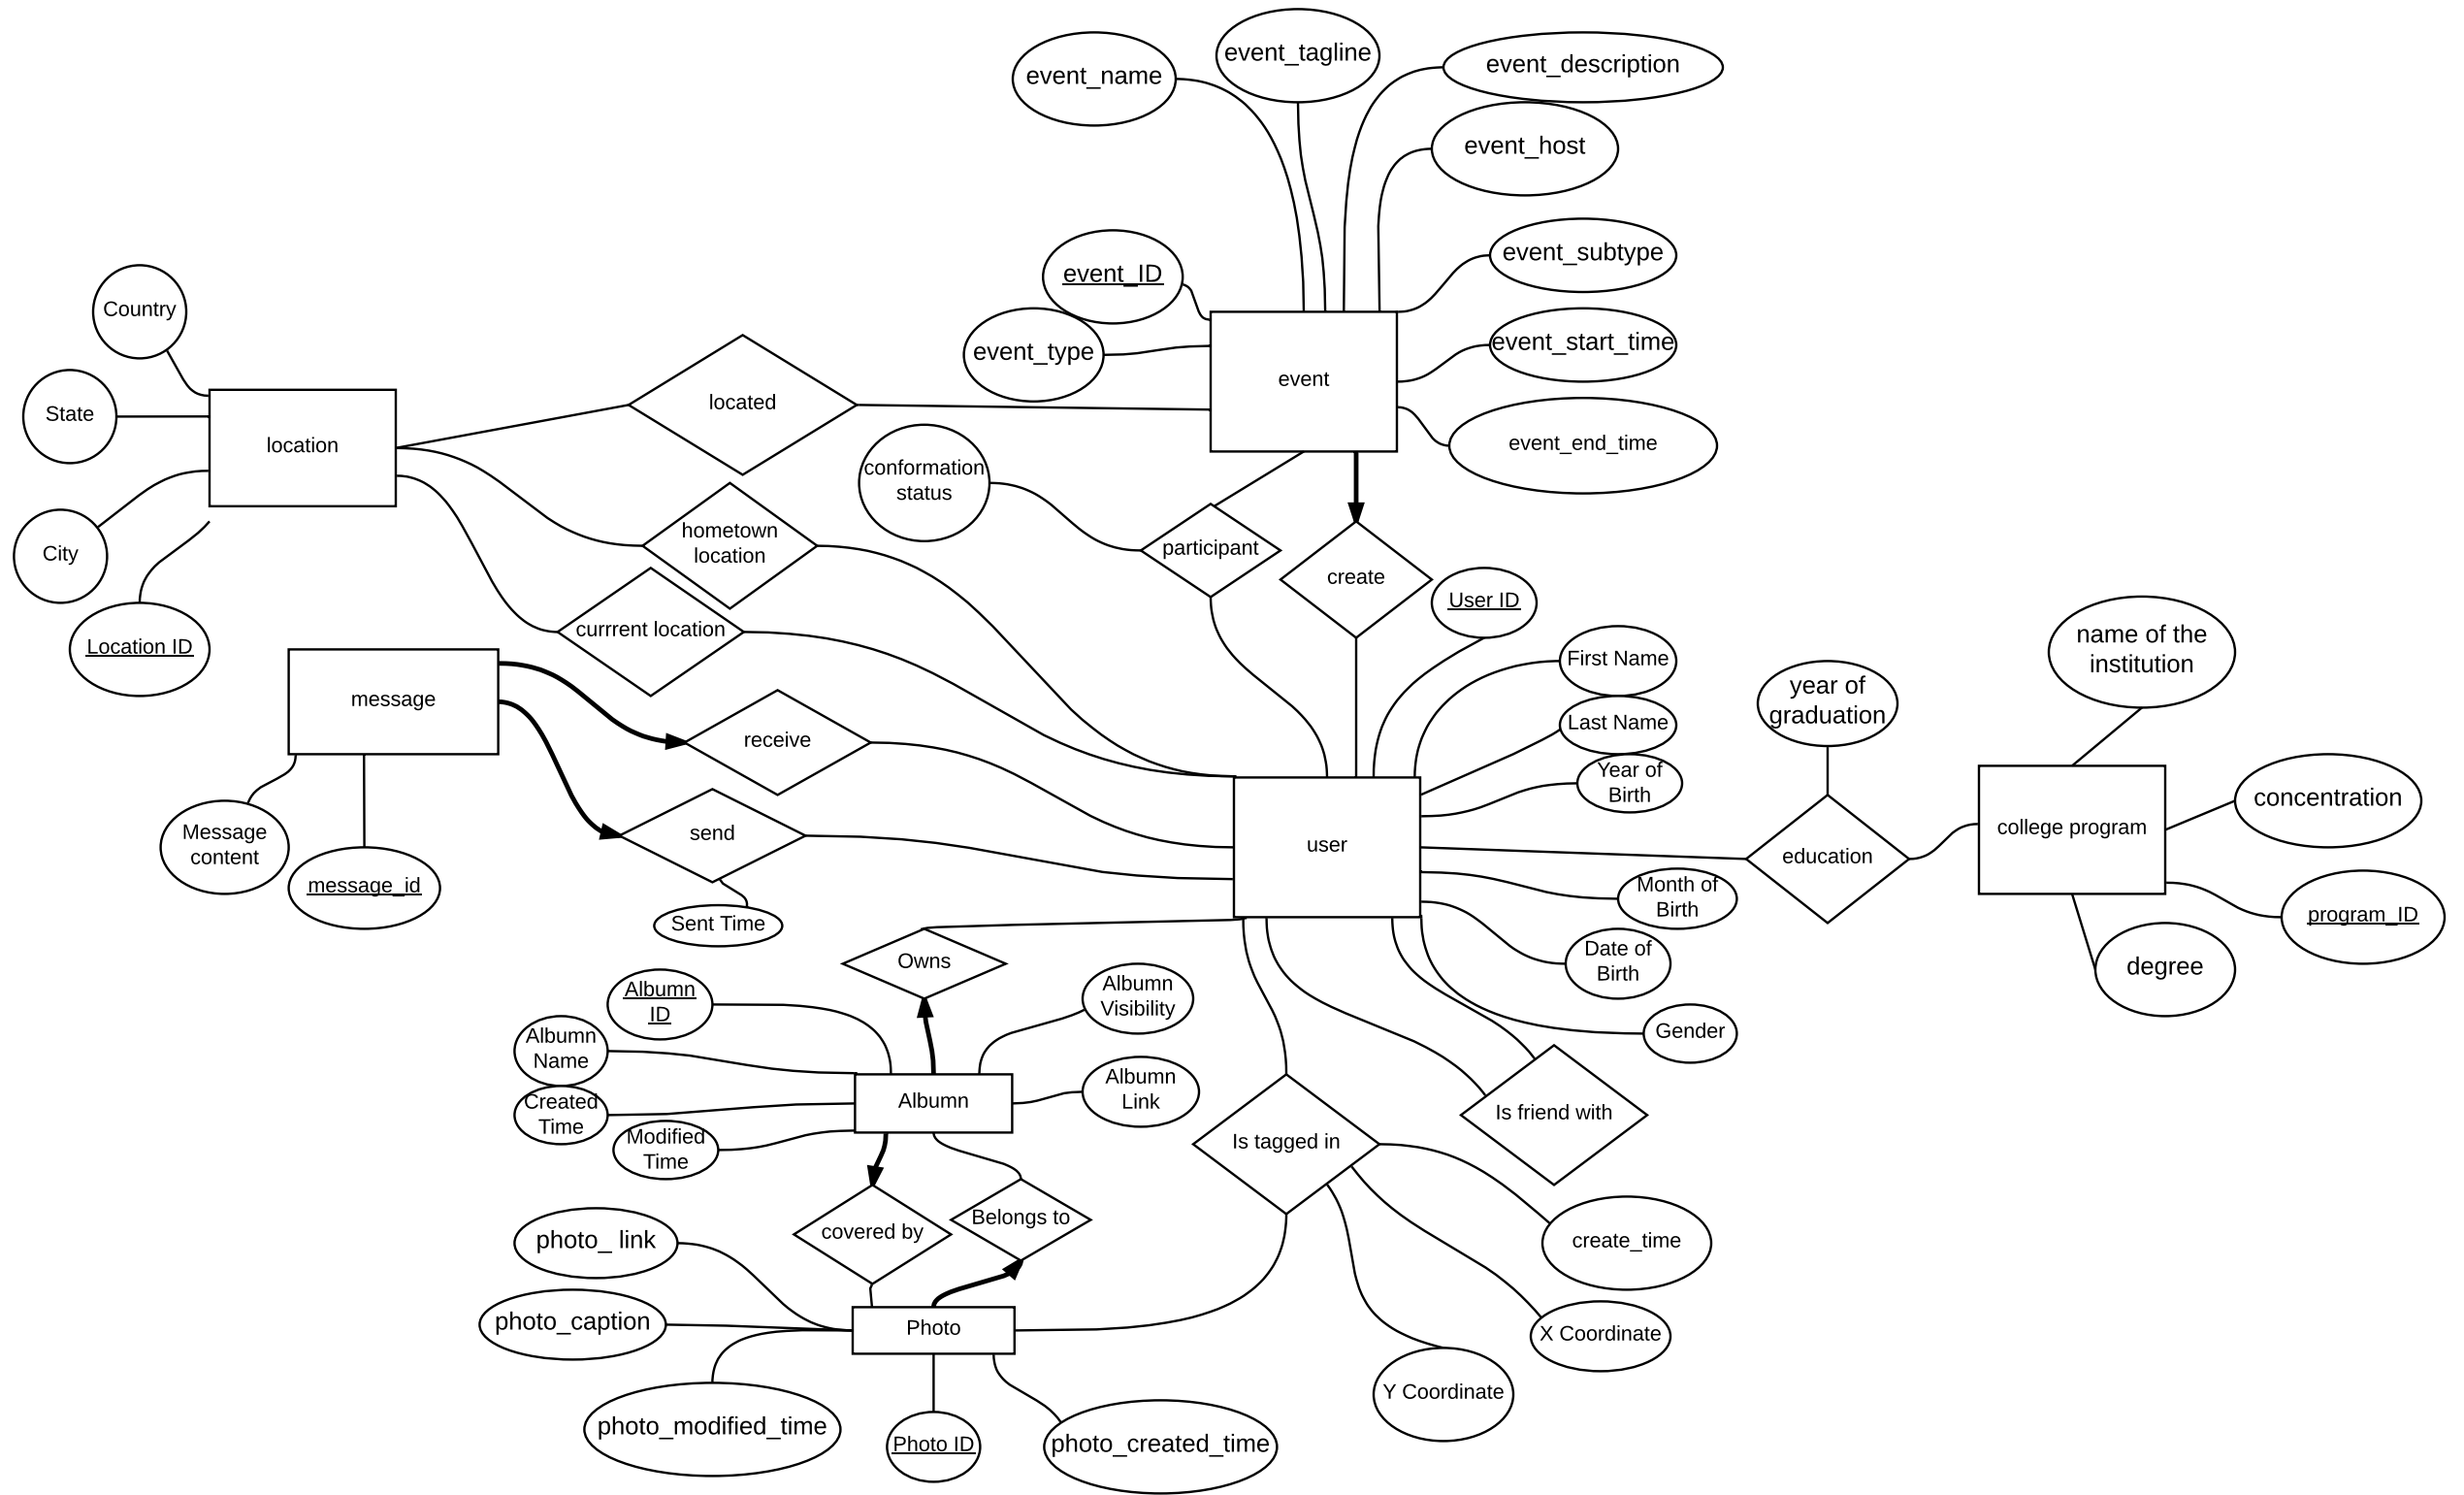 event_tagline
event_name
event_description
event_host
event_subtype
event_ID
Country
event_start_time
event_type
event
located
State
location
event_end_time
conformation
status
hometown
location
City
participant
create
User ID
currrent location
Location ID
name of the
institution
First Name
year of
graduation
message
Last Name
receive
Year of
Birth
concentration
send
Message
content
user
college program
education
message_id
Month of
Birth
Sent Time
program_ID
Owns
Date of
Birth
degree
Albumn
ID
Albumn
Visibility
Albumn
Name
Gender
Albumn
Albumn
Link
Created
Time
Is friend with
Modified
Time
Is tagged in
covered by
Belongs to
photo_ link
create_time
photo_caption
Photo
X Coordinate
Y Coordinate
photo_modified_time
Photo ID
photo_created_time